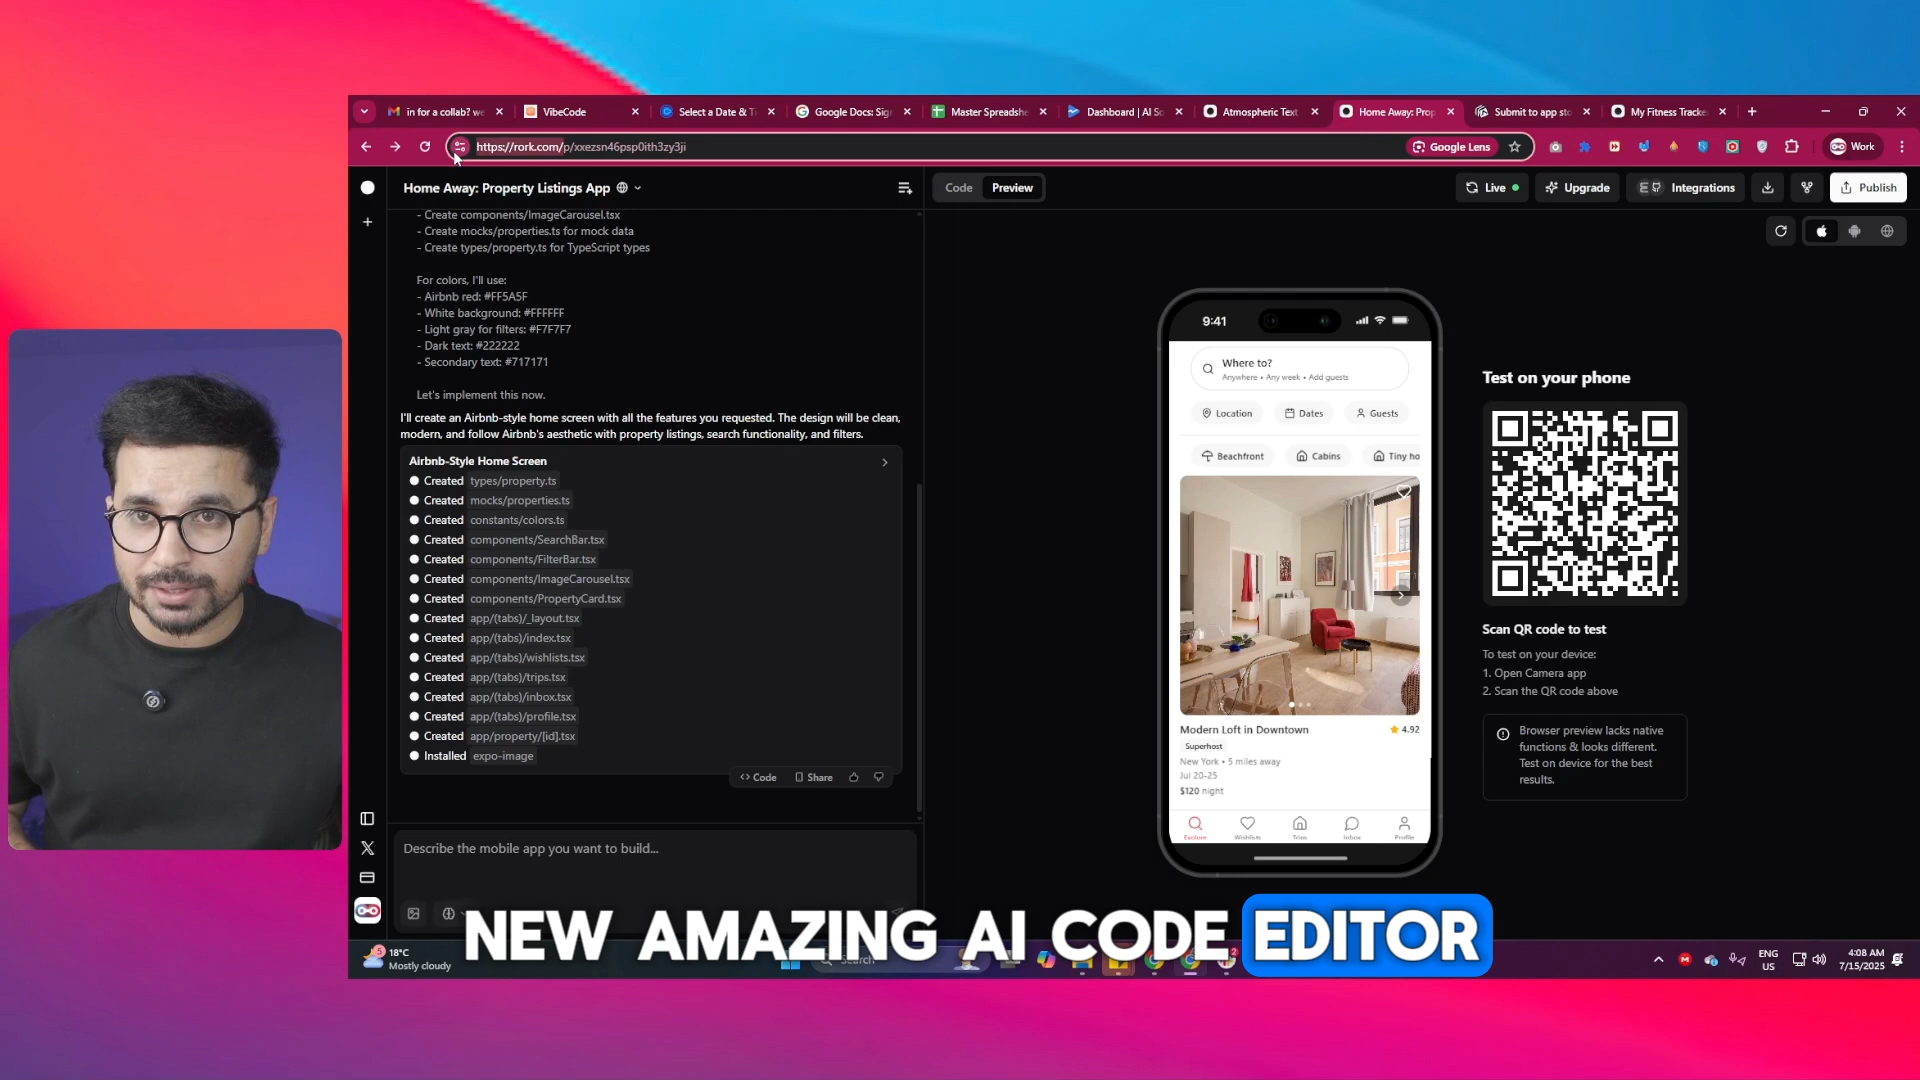 in for a collab? we
VibeCode
Select a Date & Ti
Google Docs: Sig
Master Spreadshe
Dashboard | AI So
Atmospheric Text
Home Away: Prop
Submit to app sto
My Fitness Tracke
https://rork.com/p/xxezsn46psp0ith3zy3ji
Google Lens
Work
Home Away: Property Listings App
Code
Preview
Live
Upgrade
Integrations
Publish
- Create components/ImageCarousel.tsx
- Create mocks/properties.ts for mock data
- Create types/property.ts for TypeScript types
For colors, I'll use:
- Airbnb red: #FF5A5F
- White background: #FFFFFF
- Light gray for filters: #F7F7F7
- Dark text: #222222
- Secondary text: #717171
Let's implement this now.
I'll create an Airbnb-style home screen with all the features you requested. The design will be clean,
modern, and follow Airbnb's aesthetic with property listings, search functionality, and filters.
Airbnb-Style Home Screen
Created types/property.ts
Created mocks/properties.ts
Created constants/colors.ts
Created components/SearchBar.tsx
Created components/FilterBar.tsx
Created components/ImageCarousel.tsx
Created components/PropertyCard.tsx
Created app/(tabs)/_layout.tsx
Created app/(tabs)/index.tsx
Created app/(tabs)/wishlists.tsx
Created app/(tabs)/trips.tsx
Created app/(tabs)/inbox.tsx
Created app/(tabs)/profile.tsx
Created app/property/[id].tsx
Installed expo-image
Code
Share
Describe the mobile app you want to build...
9:41
Where to?
Anywhere • Any week • Add guests
Location
Dates
Guests
Beachfront
Cabins
Tiny ho
Modern Loft in Downtown
4.92
Superhost
New York • 5 miles away
Jul 20-25
$120 night
Explore
Wishlists
Trips
Inbox
Profile
Test on your phone
Scan QR code to test
To test on your device:
1. Open Camera app
2. Scan the QR code above
Browser preview lacks native
functions & looks different.
Test on device for the best
results.
NEW AMAZING AI CODE EDITOR
5
18°C
Mostly cloudy
Search
ENG
US
4:08 AM
7/15/2025